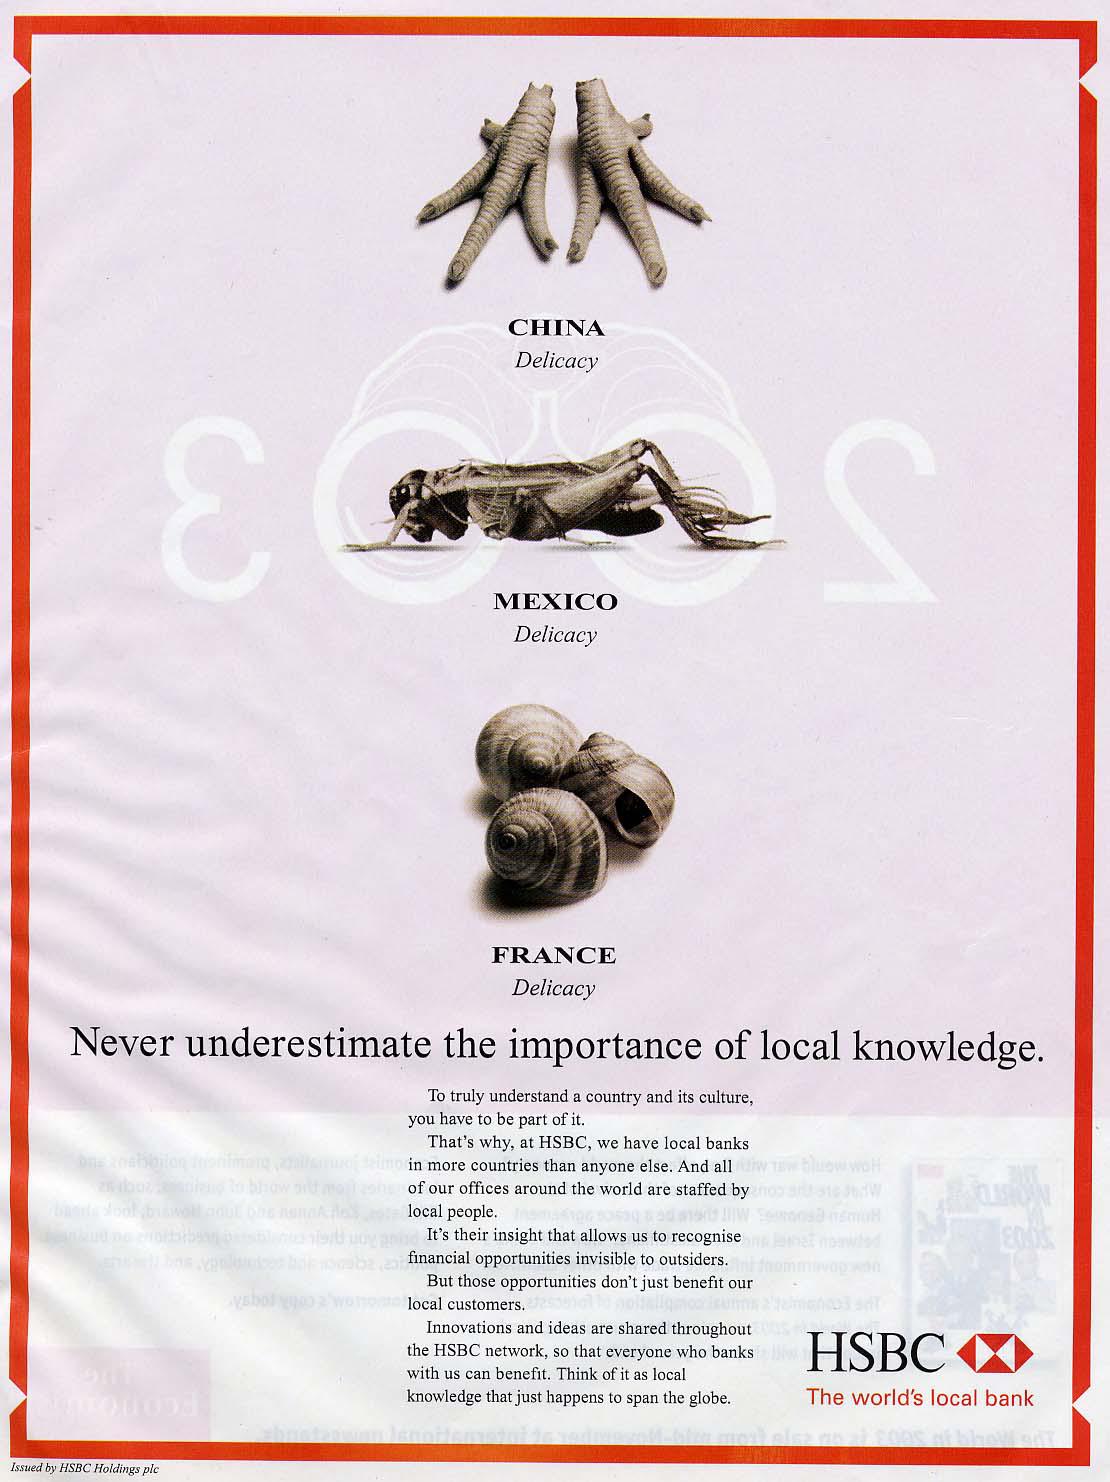 CHINA
Delicacy
MEXICO
Delicacy
FRANCE
Delicacy
Never underestimate the importance of local knowledge.
To truly understand a country and its culture,
you have to be part of it.
That's why, at HSBC, we have local banks
in more countries than anyone else. And all
of our offices around the world are staffed by
local people.
It's their insight that allows us to recognise
financial opportunities invisible to outsiders.
But those opportunities don't just benefit our
local customers.
Innovations and ideas are shared throughout
the HSBC network, so that everyone who banks
with us can benefit. Think of it as local
knowledge that just happens to span the globe.
HSBC
The world's local bank
Issued by HSBC Holdings plc